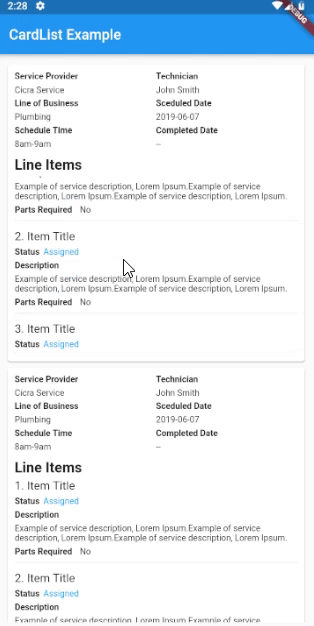 2:28
DEBUG
CardList Example
Service Provider Technician
Cicra Service John Smith
Line of Business Sceduled Date
Plumbing 2019-06-07
Schedule Time Completed Date
8am-9am --
Line Items
Example of service description, Lorem Ipsum.Example of service
description, Lorem Ipsum.Example of service description, Lorem Ipsum.
Parts Required No
2. Item Title
Status Assigned
Description
Example of service description, Lorem Ipsum.Example of service
description, Lorem Ipsum.Example of service description, Lorem Ipsum.
Parts Required No
3. Item Title
Status Assigned
Service Provider Technician
Cicra Service John Smith
Line of Business Sceduled Date
Plumbing 2019-06-07
Schedule Time Completed Date
8am-9am --
Line Items
1. Item Title
Status Assigned
Description
Example of service description, Lorem Ipsum.Example of service
description, Lorem Ipsum.Example of service description, Lorem Ipsum.
Parts Required No
2. Item Title
Status Assigned
Description
Example of service description, Lorem Ipsum.Example of service